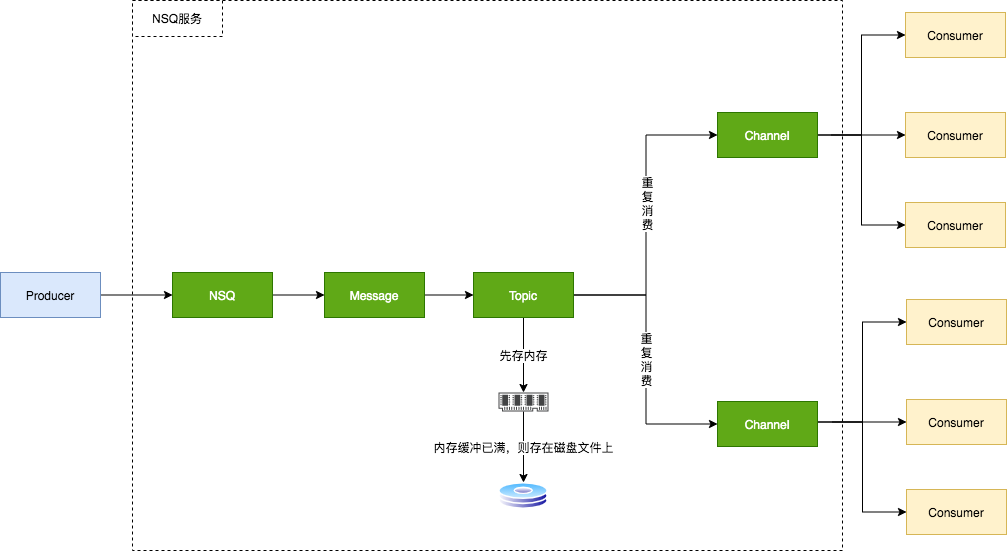 NSQ服务
Consumer
Channel
Consumer
重复消费
Consumer
Producer
NSQ
Message
Topic
Consumer
重复消费
先存内存
Channel
Consumer
内存缓冲已满，则存在磁盘文件上
Consumer